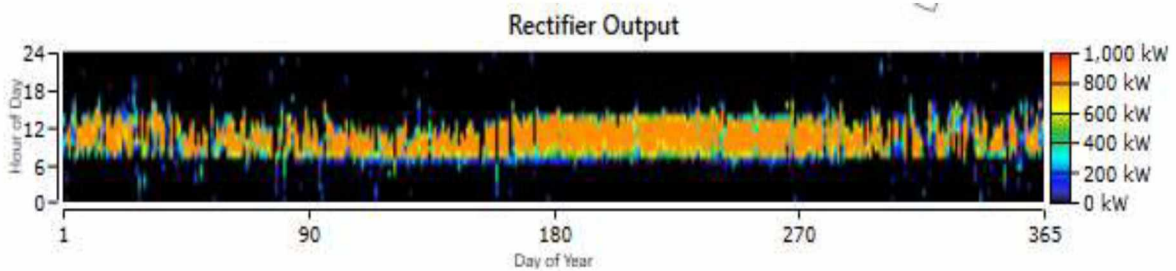 Rectifier Output
24
18
12
6
0
Hour of Day
1 90 180 270 365
Day of Year
1,000 kW
800 kW
600 kW
400 kW
200 kW
0 kW